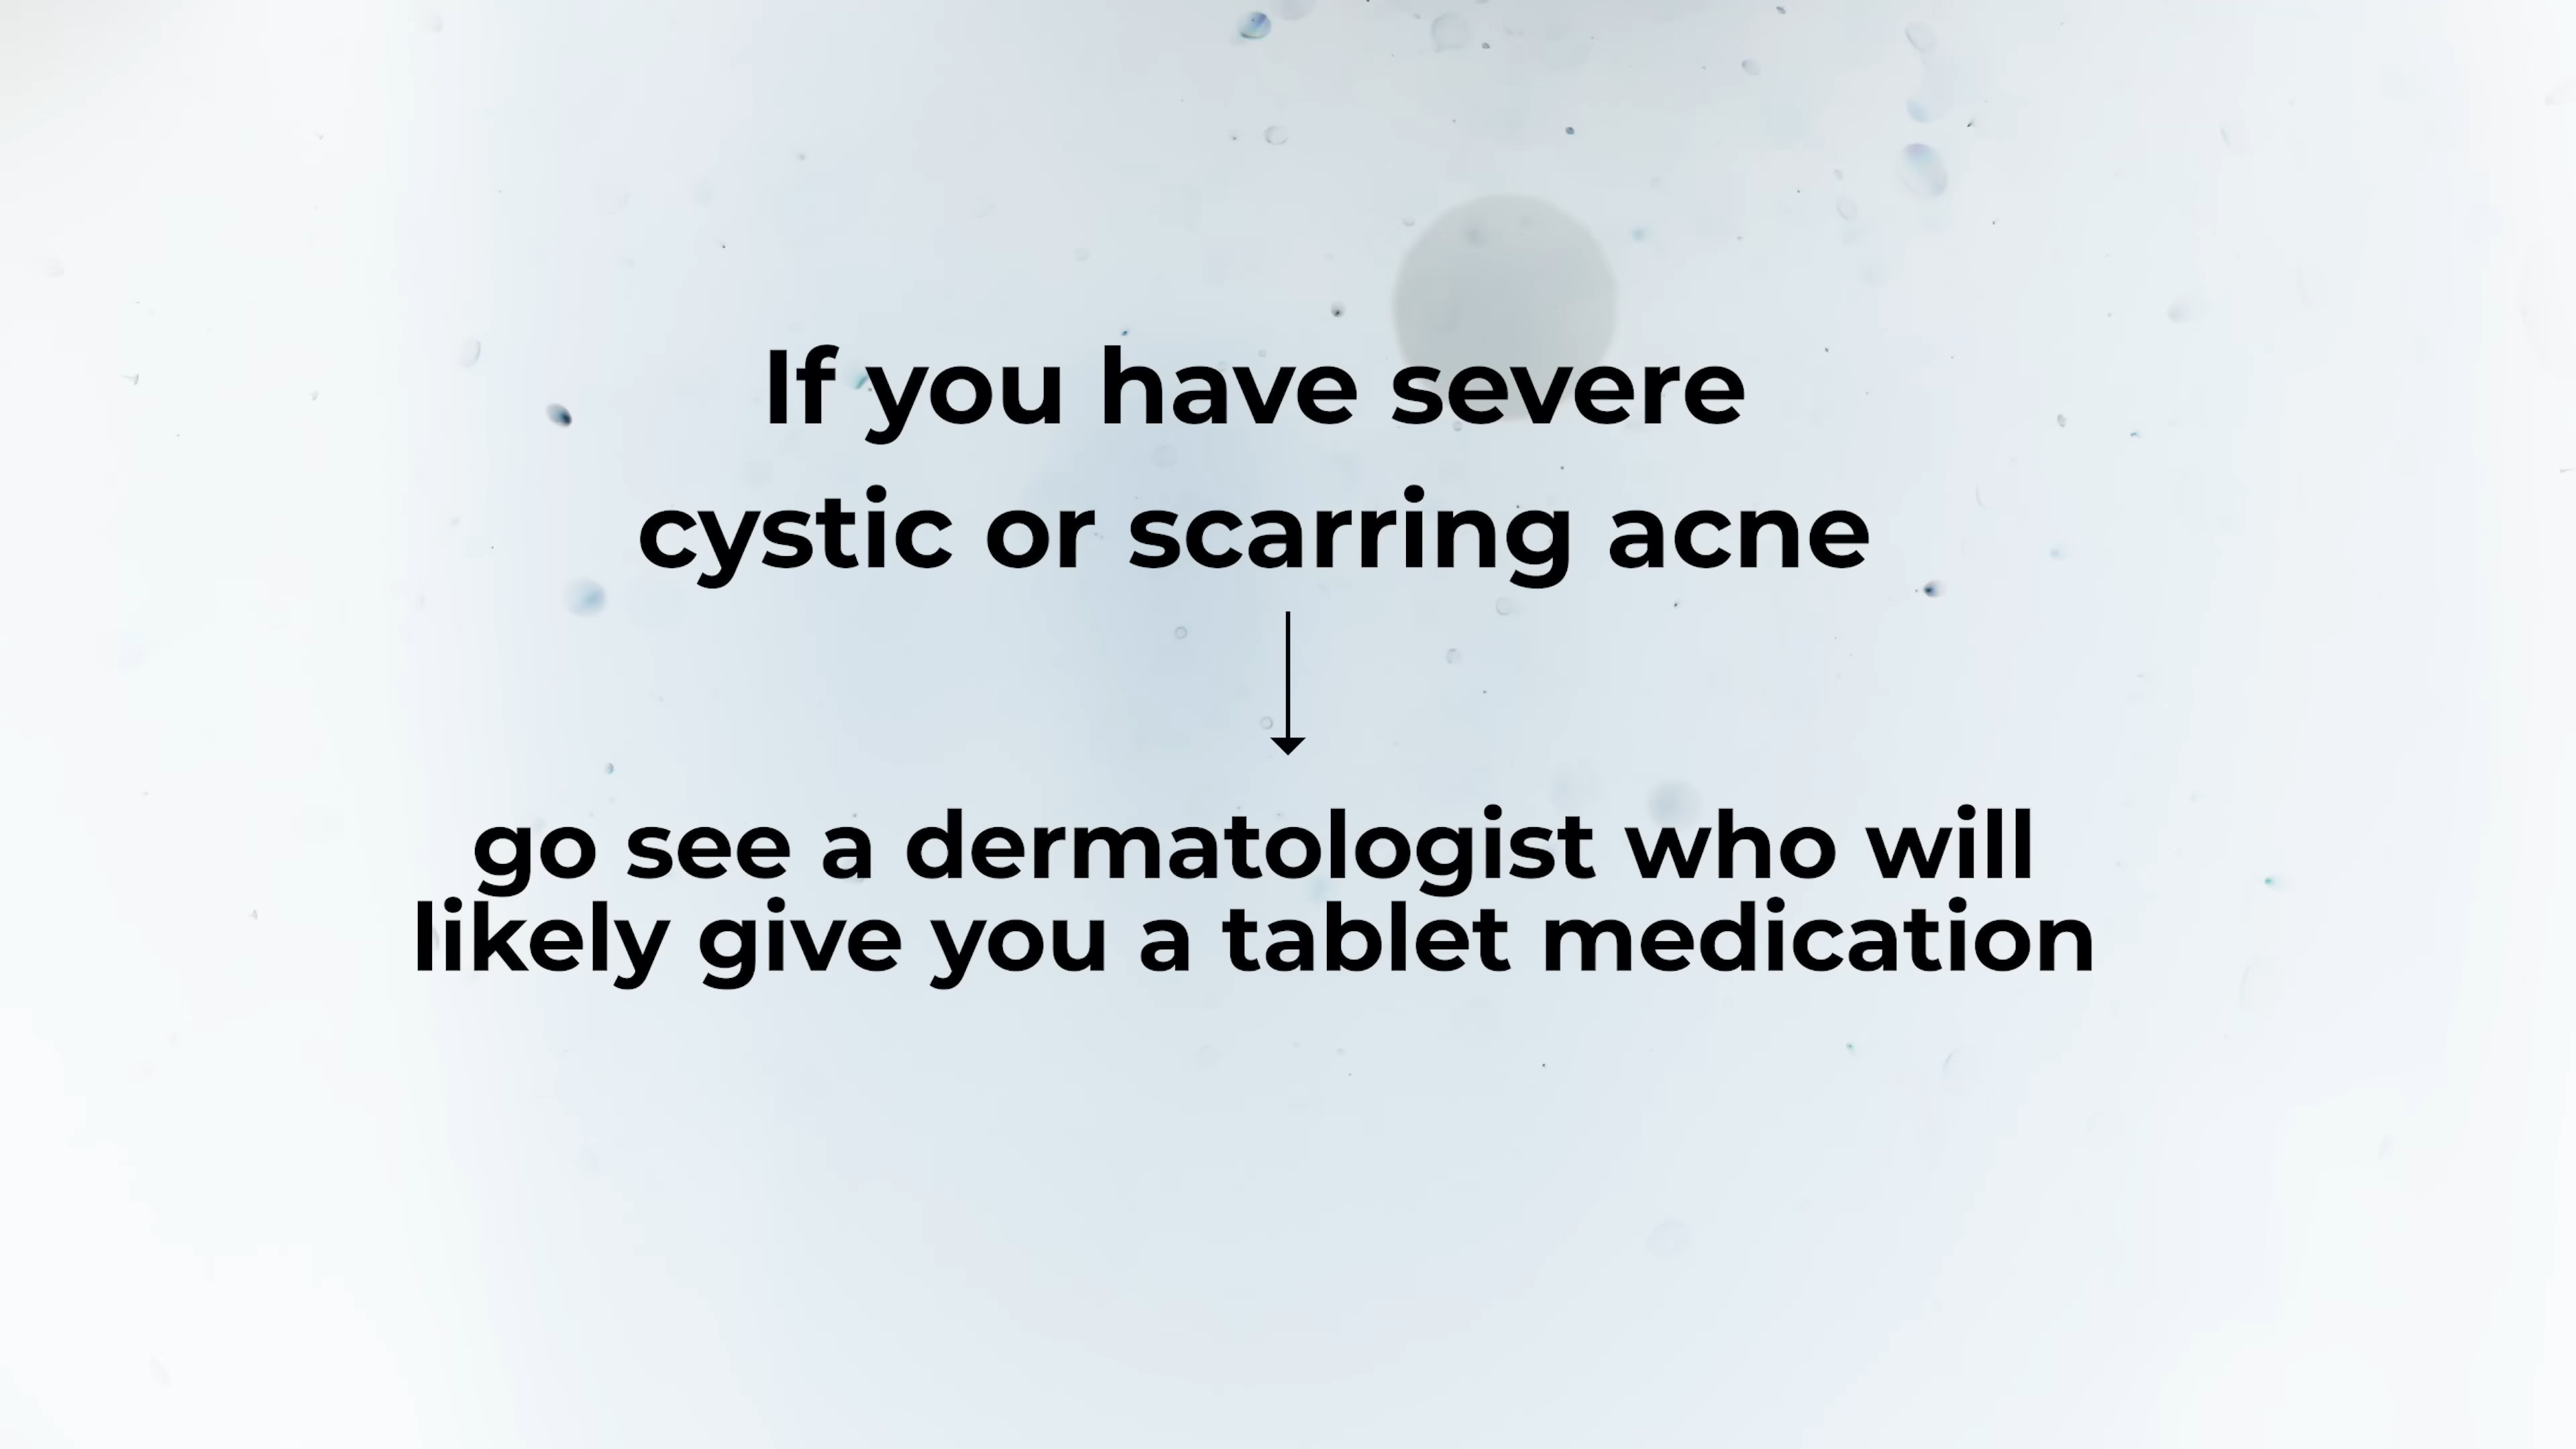 If you have severe
cystic or scarring acne
go see a dermatologist who will
likely give you a tablet medication